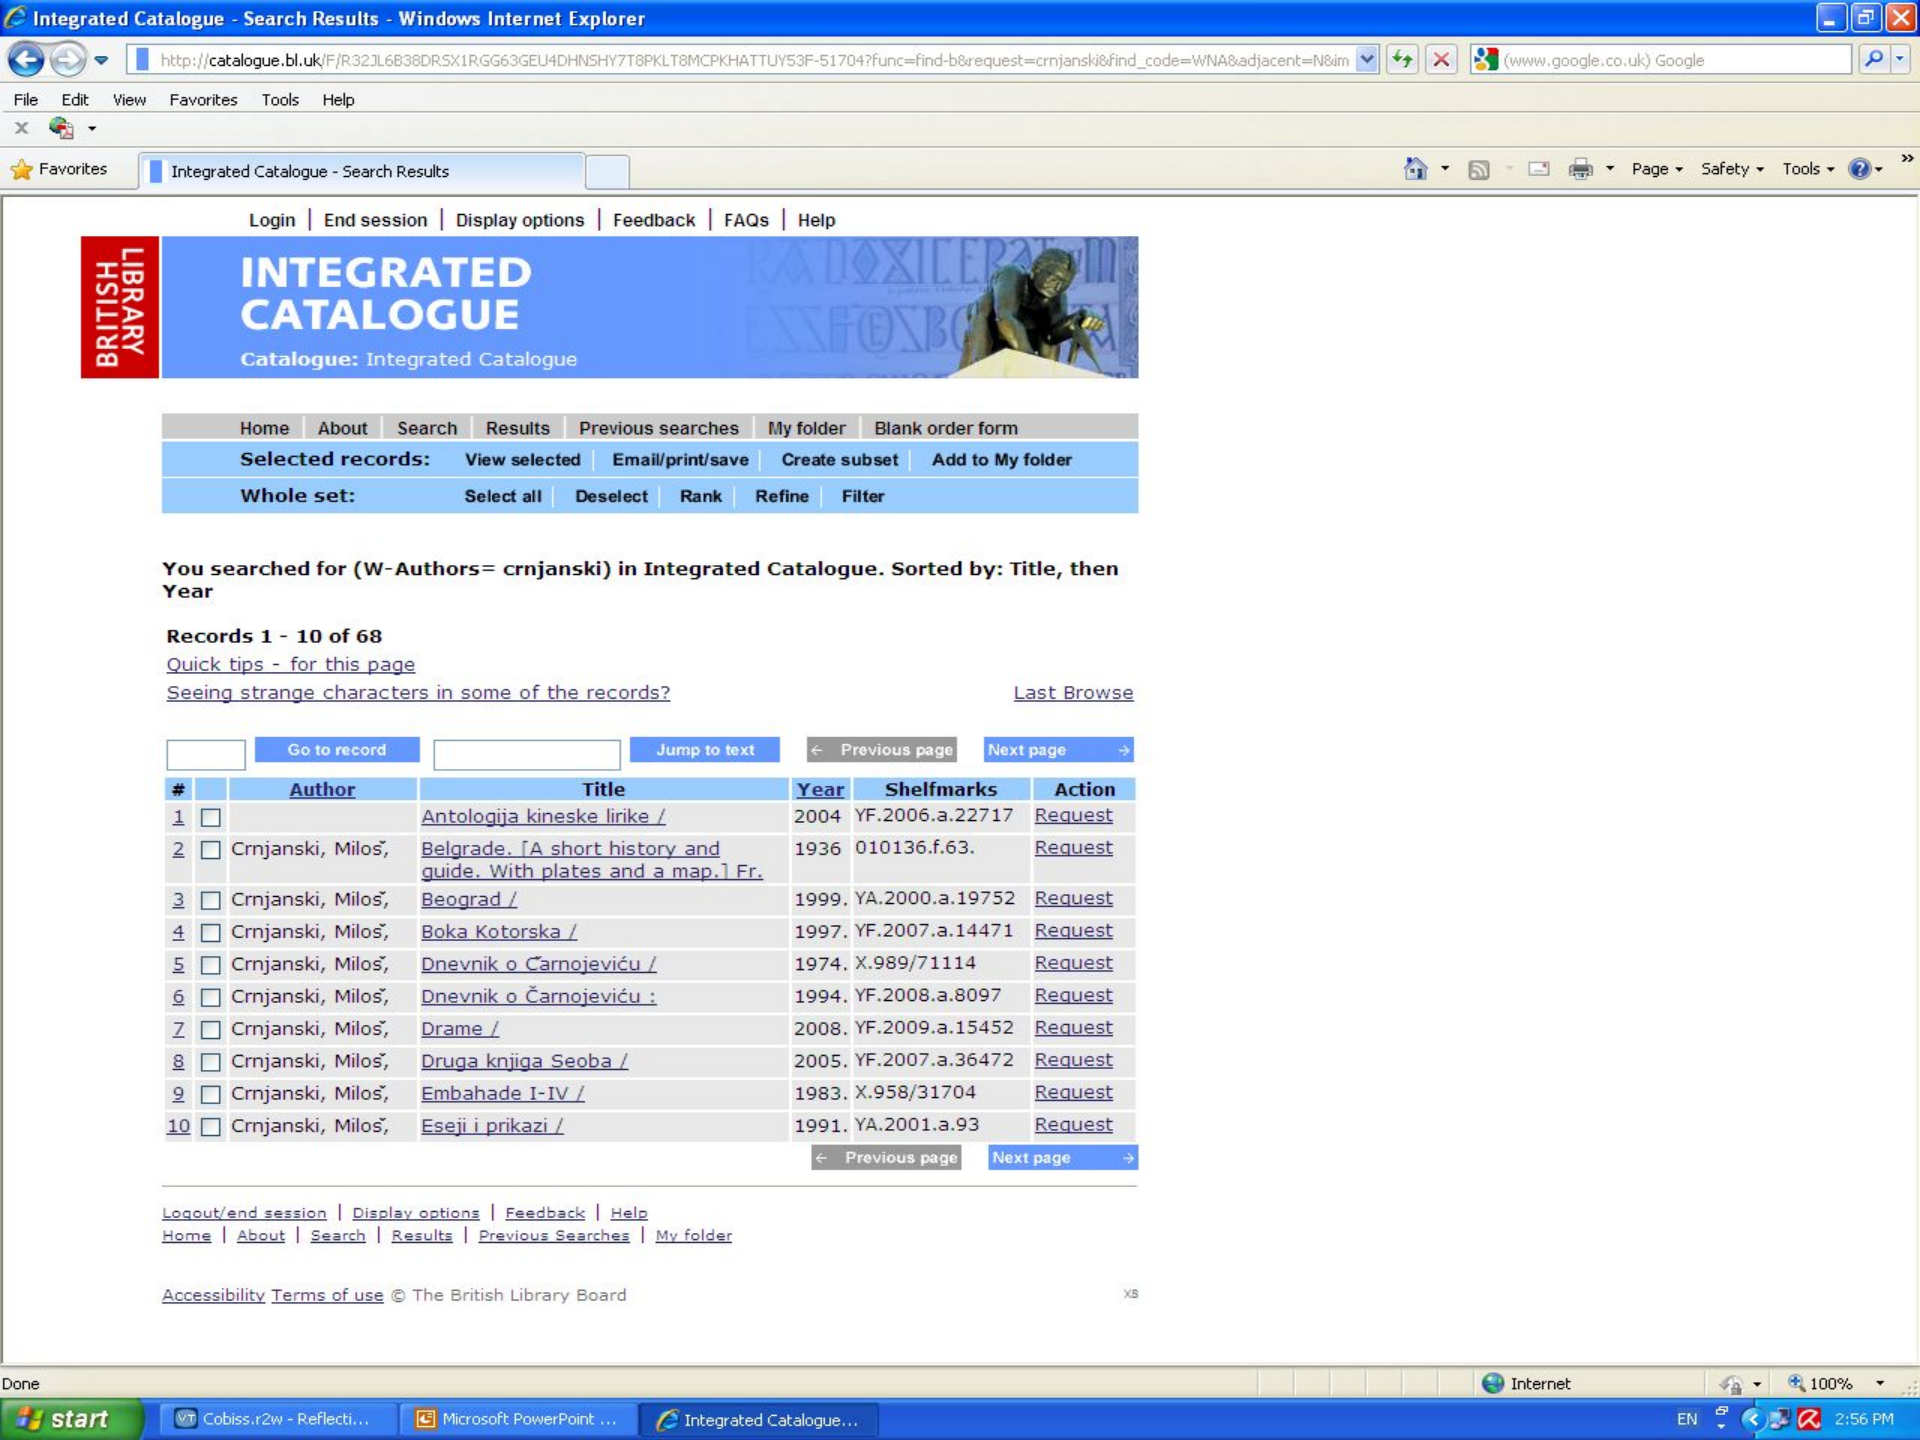 Integrated Catalogue - Search Results - Windows Internet Explorer
http://catalogue.bl.uk/F/R32JL6B38DRSX1RGG63GEU4DHNSHY7T8PKLT8MCPKHATTUY53F-51704?func=find-b&request=crnjanski&find_code=WNA&adjacent=N&im (www.google.co.uk) Google
File Edit View Favorites Tools Help
Favorites Integrated Catalogue - Search Results Page Safety Tools
Login | End session | Display options | Feedback | FAQs | Help
BRITISH LIBRARY
INTEGRATED
CATALOGUE
Catalogue: Integrated Catalogue
Home About Search Results Previous searches My folder Blank order form
Selected records: View selected Email/print/save Create subset Add to My folder
Whole set: Select all Deselect Rank Refine Filter
You searched for (W-Authors= crnjanski) in Integrated Catalogue. Sorted by: Title, then
Year
Records 1 - 10 of 68
Quick tips - for this page
Seeing strange characters in some of the records? Last Browse
Go to record Jump to text ← Previous page Next page →
# Author Title Year Shelfmarks Action
1 Antologija kineske lirike / 2004 YF.2006.a.22717 Request
2 Crnjanski, Miloš, Belgrade. [A short history and 1936 010136.f.63. Request
guide. With plates and a map.] Fr.
3 Crnjanski, Miloš, Beograd / 1999. YA.2000.a.19752 Request
4 Crnjanski, Miloš, Boka Kotorska / 1997. YF.2007.a.14471 Request
5 Crnjanski, Miloš, Dnevnik o Čarnojeviću / 1974. X.989/71114 Request
6 Crnjanski, Miloš, Dnevnik o Čarnojeviću : 1994. YF.2008.a.8097 Request
7 Crnjanski, Miloš, Drame / 2008. YF.2009.a.15452 Request
8 Crnjanski, Miloš, Druga knjiga Seoba / 2005. YF.2007.a.36472 Request
9 Crnjanski, Miloš, Embahade I-IV / 1983. X.958/31704 Request
10 Crnjanski, Miloš, Eseji i prikazi / 1991. YA.2001.a.93 Request
← Previous page Next page →
Logout/end session | Display options | Feedback | Help
Home | About | Search | Results | Previous Searches | My folder
Accessibility Terms of use © The British Library Board XS
Done Internet 100%
start Cobiss.r2w - Reflecti... Microsoft PowerPoint ... Integrated Catalogue... EN 2:56 PM